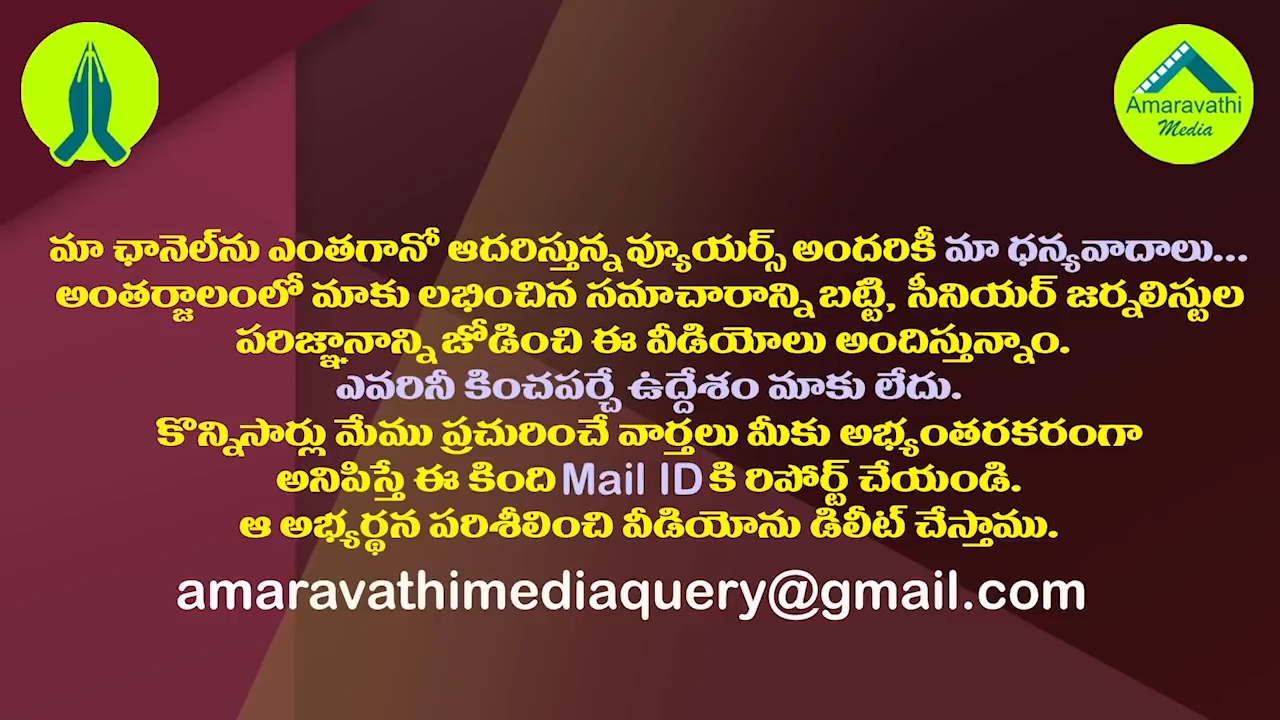 Amaravathi
Media
మా ఛానెల్‌ను ఎంతగానో ఆదరిస్తున్న వ్యూయర్స్ అందరికీ మా ధన్యవాదాలు...
అంతర్జాలంలో మాకు లభించిన సమాచారాన్ని బట్టి, సీనియర్ జర్నలిస్టుల
పరిజ్ఞానాన్ని జోడించి ఈ వీడియోలు అందిస్తున్నాం.
ఎవరినీ కించపర్చే ఉద్దేశం మాకు లేదు.
కొన్నిసార్లు మేము ప్రచురించే వార్తలు మీకు అభ్యంతరకరంగా
అనిపిస్తే ఈ కింది Mail ID కి రిపోర్ట్ చేయండి.
ఆ అభ్యర్థన పరిశీలించి వీడియోను డిలీట్ చేస్తాము.
amaravathimediaquery@gmail.com